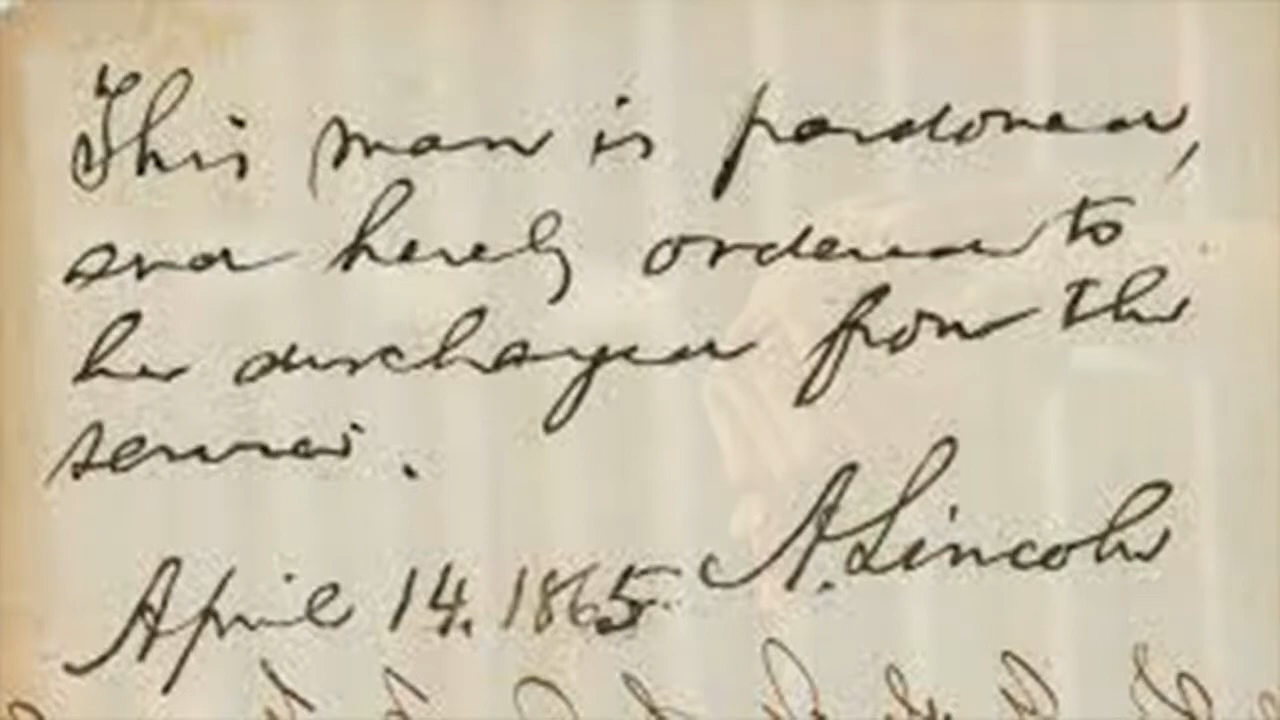 This man is pardoned,
and hereby ordered to
be discharged from the
service.
A. Lincoln
April 14. 1865